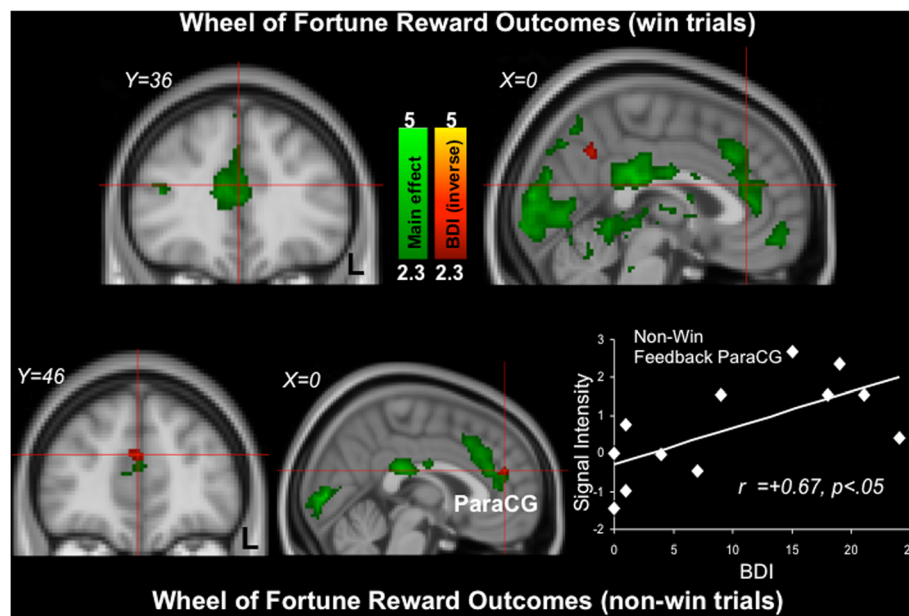 Wheel of Fortune Reward Outcomes (win trials)
Y=36
X=0
5 5
Main effect
BDI (inverse)
2.3 2.3
L
Y=46
X=0
ParaCG
L
Non-Win
Feedback ParaCG
3
2
1
0
-1
-2
Signal Intensity
r =+0.67, p<.05
0 5 10 15 20
BDI
Wheel of Fortune Reward Outcomes (non-win trials)